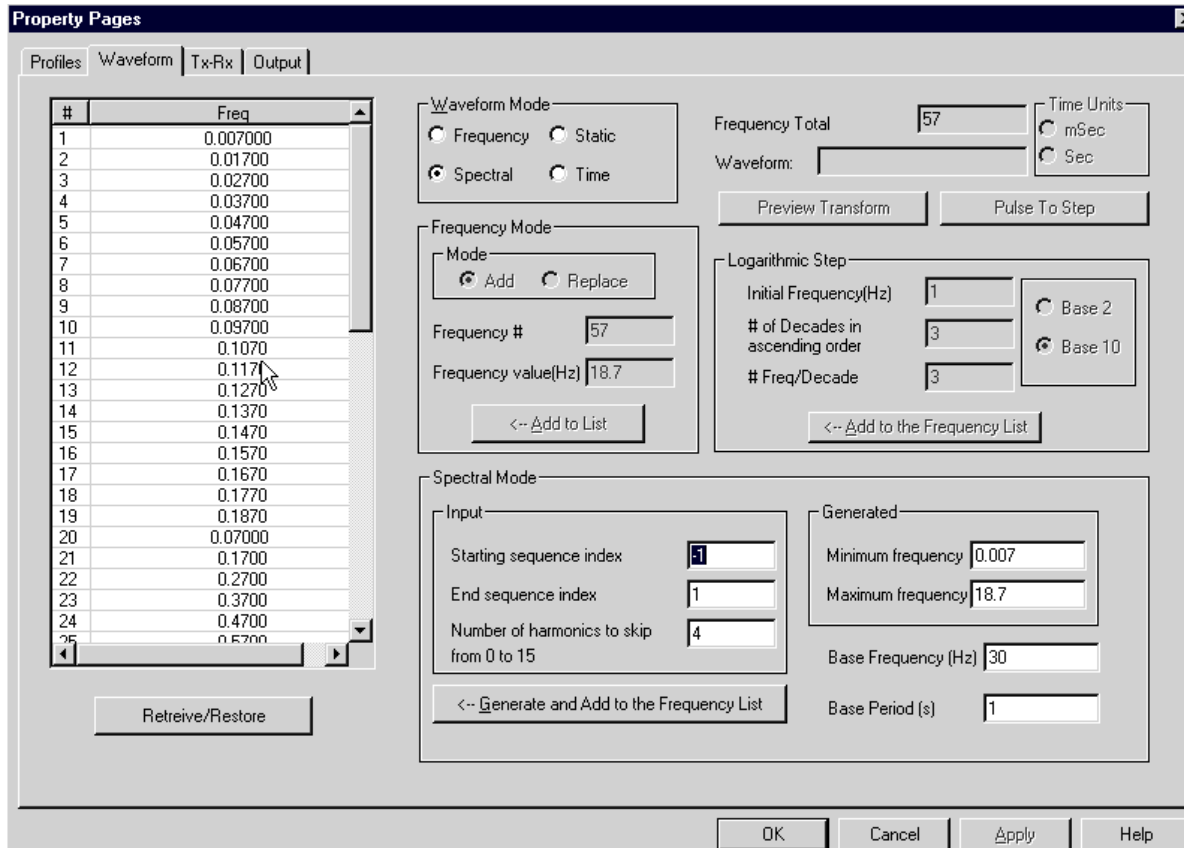 Property Pages
Profiles Waveform Tx-Rx Output
# Freq
1 0.007000
2 0.01700
3 0.02700
4 0.03700
5 0.04700
6 0.05700
7 0.06700
8 0.07700
9 0.08700
10 0.09700
11 0.1070
12 0.1170
13 0.1270
14 0.1370
15 0.1470
16 0.1570
17 0.1670
18 0.1770
19 0.1870
20 0.07000
21 0.1700
22 0.2700
23 0.3700
24 0.4700
25 0.5700
Retreive/Restore
Waveform Mode
Frequency Static
Spectral Time
Frequency Total 57
Waveform:
Time Units
mSec
Sec
Preview Transform Pulse To Step
Frequency Mode
Mode
Add Replace
Frequency # 57
Frequency value(Hz) 18.7
<-- Add to List
Logarithmic Step
Initial Frequency(Hz) 1
# of Decades in
ascending order 3
# Freq/Decade 3
Base 2
Base 10
<-- Add to the Frequency List
Spectral Mode
Input
Starting sequence index -1
End sequence index 1
Number of harmonics to skip 4
from 0 to 15
<-- Generate and Add to the Frequency List
Generated
Minimum frequency 0.007
Maximum frequency 18.7
Base Frequency (Hz) 30
Base Period (s) 1
OK Cancel Apply Help